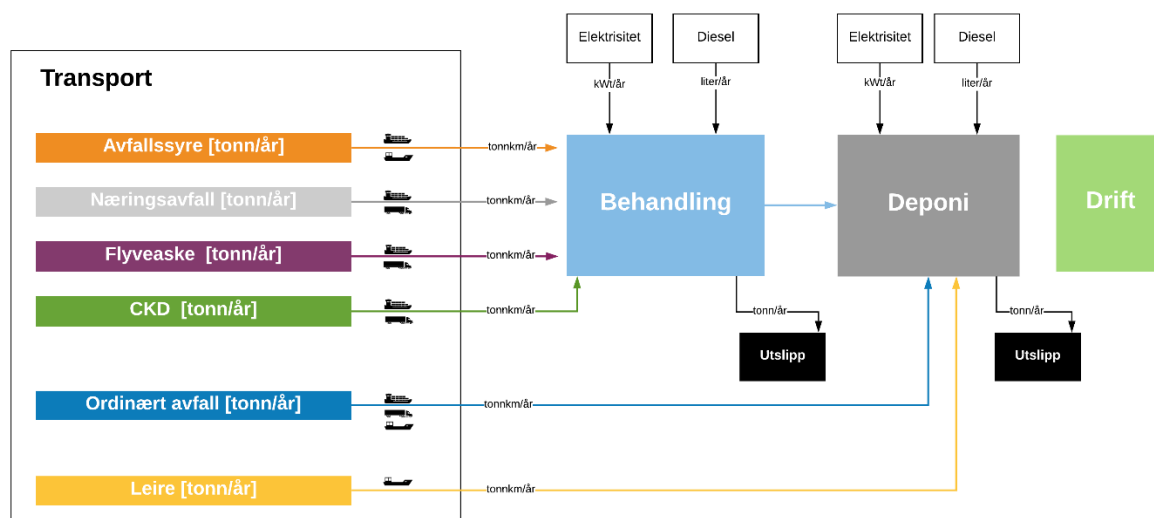 Elektrisitet
Diesel
Elektrisitet
Diesel
Transport
kWt/år
liter/år
kWt/år
liter/år
Avfallssyre [tonn/år]
tonnkm/år
Næringsavfall [tonn/år]
tonnkm/år
Behandling
Deponi
Drift
Flyveaske [tonn/år]
tonnkm/år
CKD [tonn/år]
tonnkm/år
tonn/år
tonn/år
Utslipp
Utslipp
Ordinært avfall [tonn/år]
tonnkm/år
Leire [tonn/år]
tonnkm/år